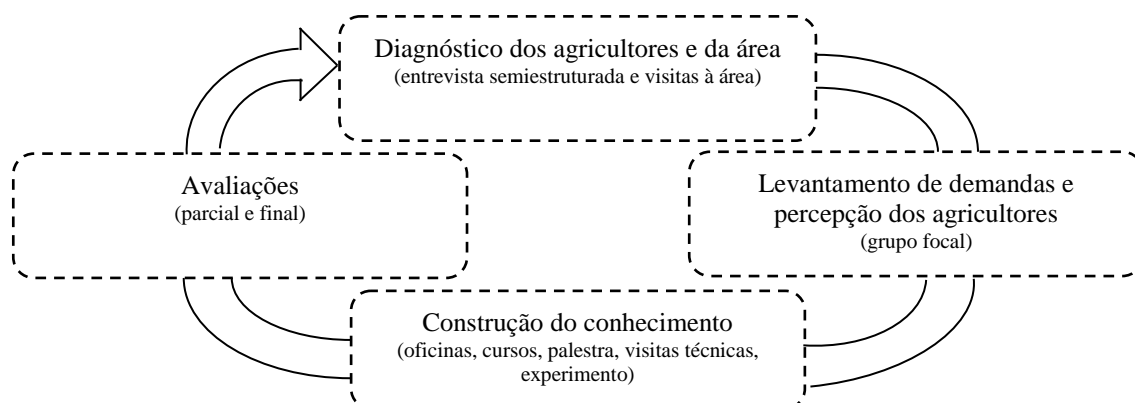 Diagnóstico dos agricultores e da área
(entrevista semiestruturada e visitas à área)
Avaliações
(parcial e final)
Levantamento de demandas e
percepção dos agricultores
(grupo focal)
Construção do conhecimento
(oficinas, cursos, palestra, visitas técnicas,
experimento)